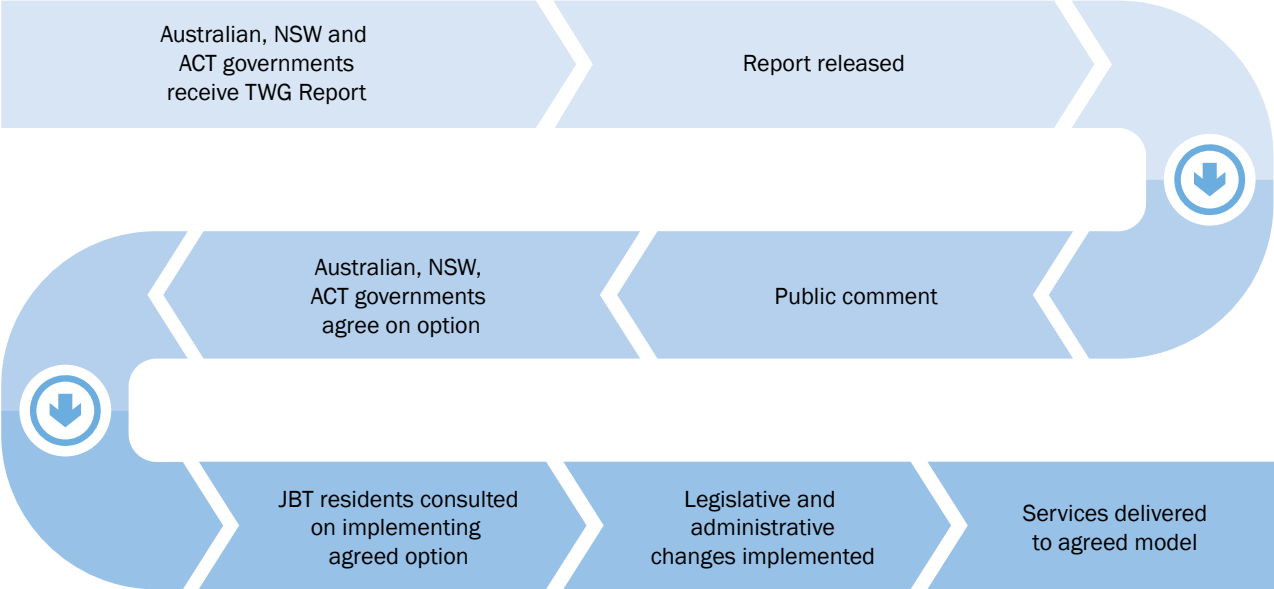 Australian, NSW and
ACT governments
receive TWG Report
Report released
Public comment
Australian, NSW,
ACT governments
agree on option
JBT residents consulted
on implementing
agreed option
Legislative and
administrative
changes implemented
Services delivered
to agreed model